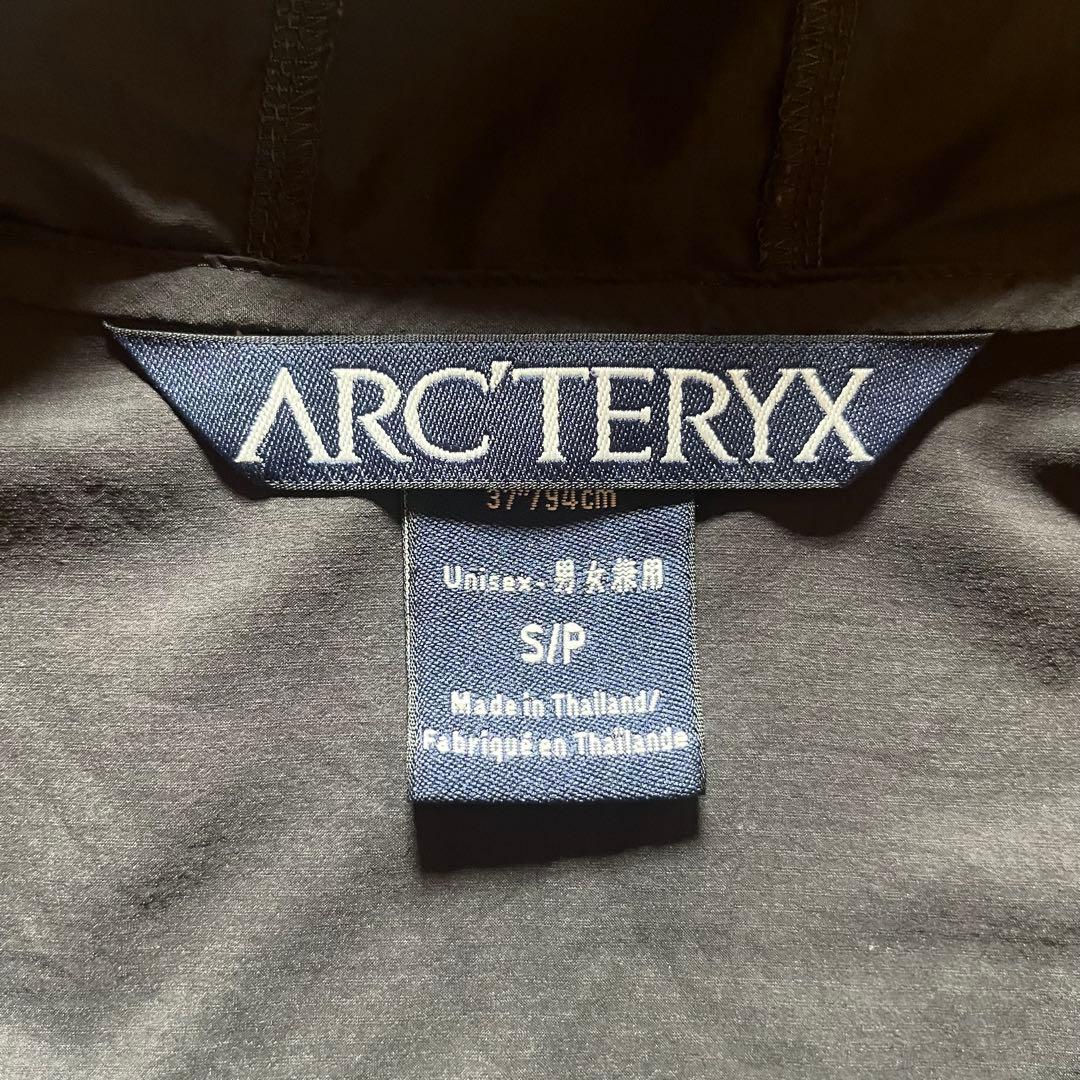 ARC'TERYX
37"/94cm
Unisex-男女兼用
S/P
Made in Thailand/
Fabriqué en Thaïlande